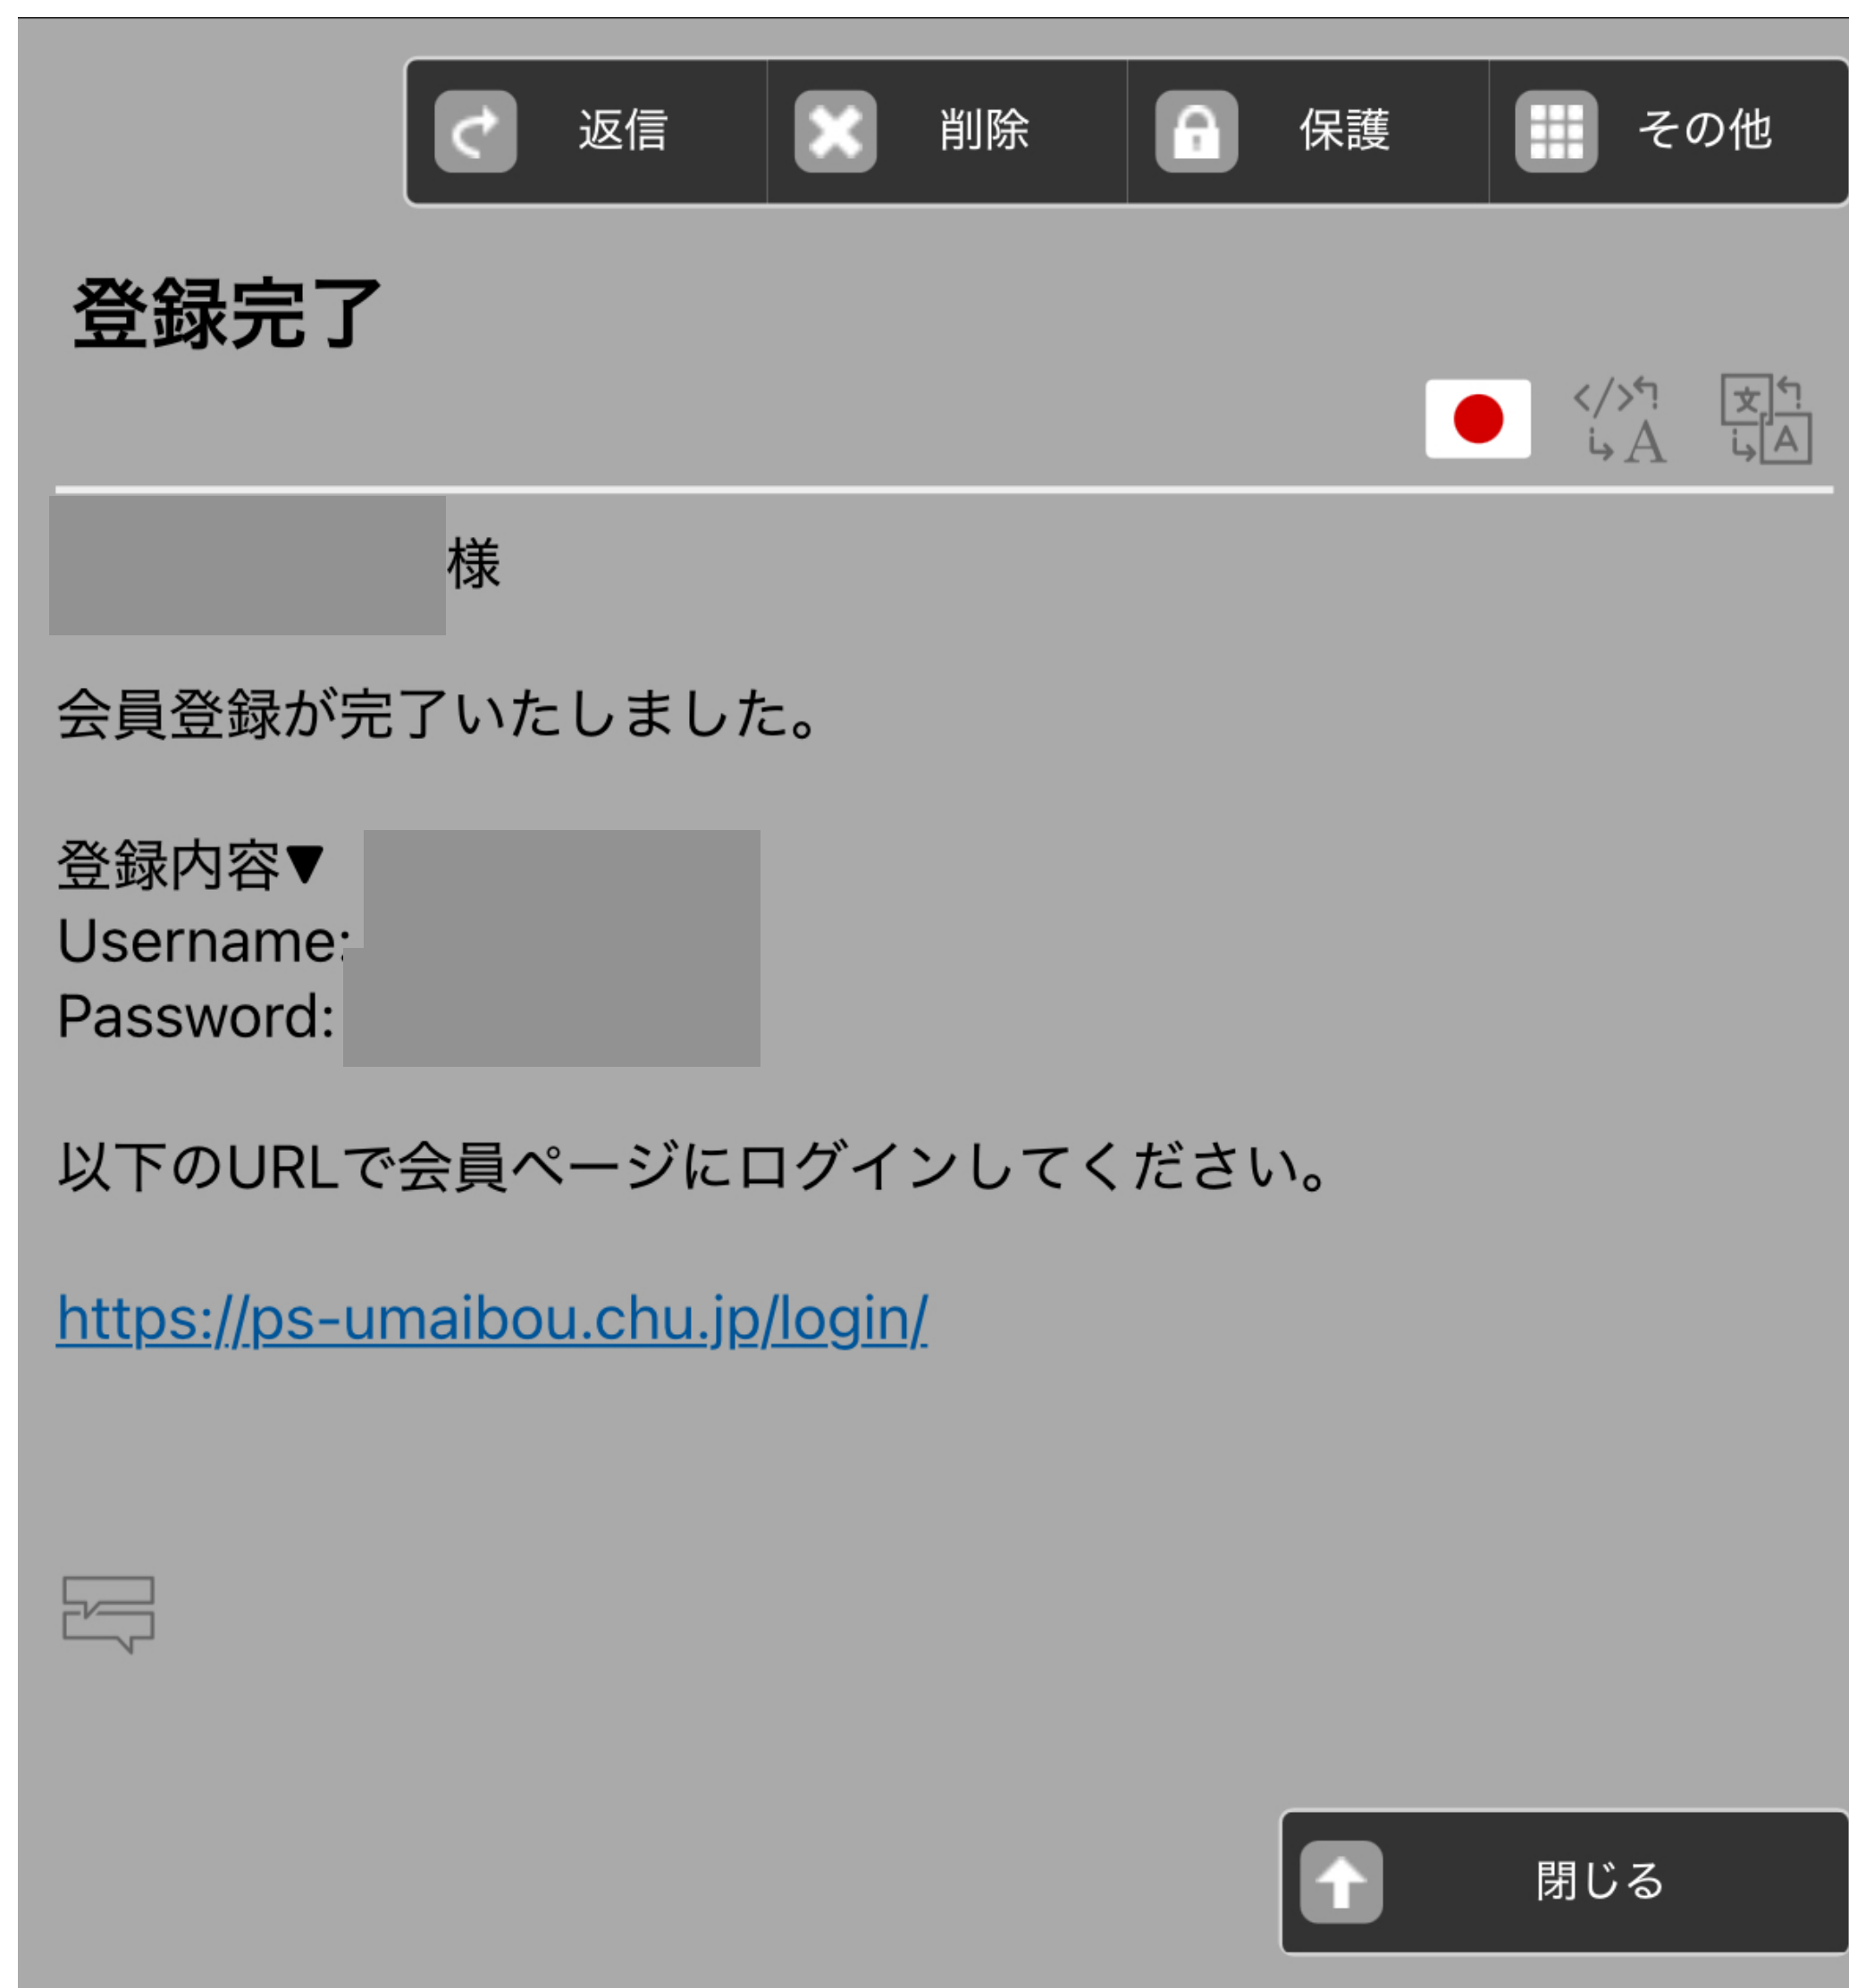 返信 削除 保護 その他
登録完了
様
会員登録が完了いたしました。
登録内容▼
Username:
Password:
以下のURLで会員ページにログインしてください。
https://ps-umaibou.chu.jp/login/
閉じる